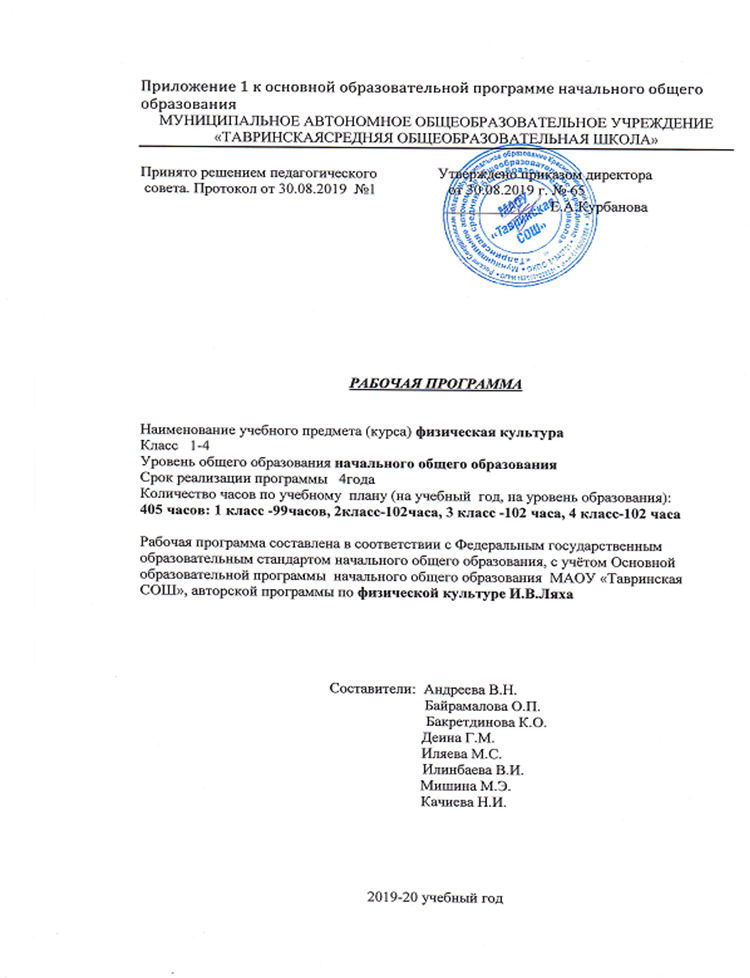 Приложение 1 к основной образовательной программе начального общего
образования
МУНИЦИПАЛЬНОЕ АВТОНОМНОЕ ОБЩЕОБРАЗОВАТЕЛЬНОЕ УЧРЕЖДЕНИЕ
«ТАВРИНСКАЯСРЕДНЯЯ ОБЩЕОБРАЗОВАТЕЛЬНАЯ ШКОЛА»
Принято решением педагогического Утверждено приказом директора
совета. Протокол от 30.08.2019 №1 от 30.08.2019 г. № 65
Е.А.Курбанова
МАОУ
«Тавринская
СОШ»
РАБОЧАЯ ПРОГРАММА
Наименование учебного предмета (курса) физическая культура
Класс 1-4
Уровень общего образования начального общего образования
Срок реализации программы 4года
Количество часов по учебному плану (на учебный год, на уровень образования):
405 часов: 1 класс -99часов, 2класс-102часа, 3 класс -102 часа, 4 класс-102 часа
Рабочая программа составлена в соответствии с Федеральным государственным
образовательным стандартом начального общего образования, с учётом Основной
образовательной программы начального общего образования МАОУ «Тавринская
СОШ», авторской программы по физической культуре И.В.Ляха
Составители: Андреева В.Н.
Байрамалова О.П.
Бакретдинова К.О.
Деина Г.М.
Иляева М.С.
Илинбаева В.И.
Мишина М.Э.
Качиева Н.И.
2019-20 учебный год